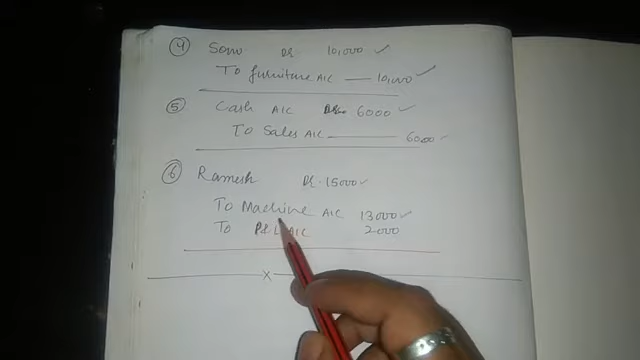 4 Sonu Dr 10,000
To furniture A/C 10,000
5 Cash A/C Dr 6000
To Sales A/C 6000
6 Ramesh Dr. 15000
To Machine A/C 13000
To P&L A/C 2000
x